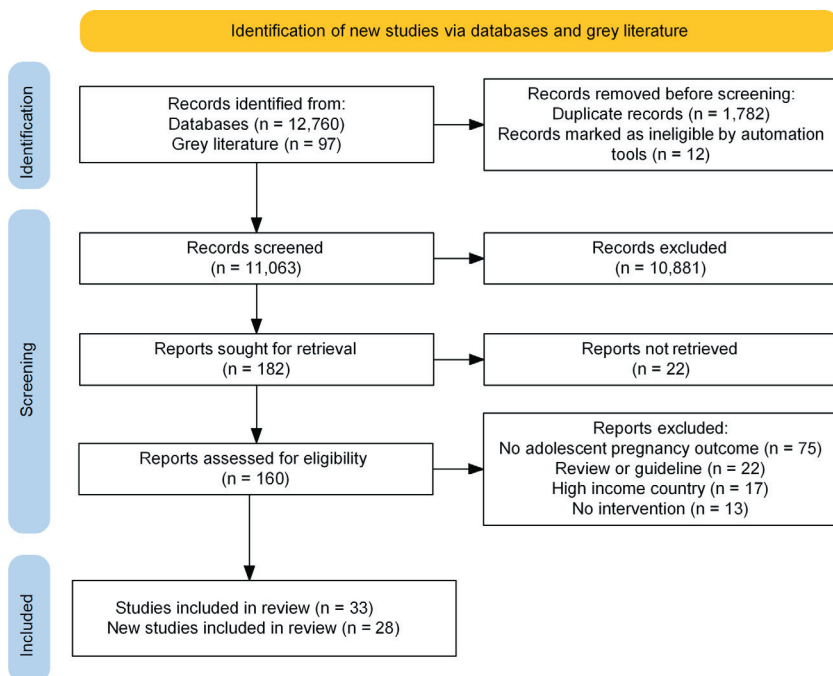 Identification of new studies via databases and grey literature
Identification
Records identified from:
Databases (n = 12,760)
Grey literature (n = 97)
Records removed before screening:
Duplicate records (n = 1,782)
Records marked as ineligible by automation
tools (n = 12)
Screening
Records screened
(n = 11,063)
Records excluded
(n = 10,881)
Reports sought for retrieval
(n = 182)
Reports not retrieved
(n = 22)
Reports assessed for eligibility
(n = 160)
Reports excluded:
No adolescent pregnancy outcome (n = 75)
Review or guideline (n = 22)
High income country (n = 17)
No intervention (n = 13)
Included
Studies included in review (n = 33)
New studies included in review (n = 28)